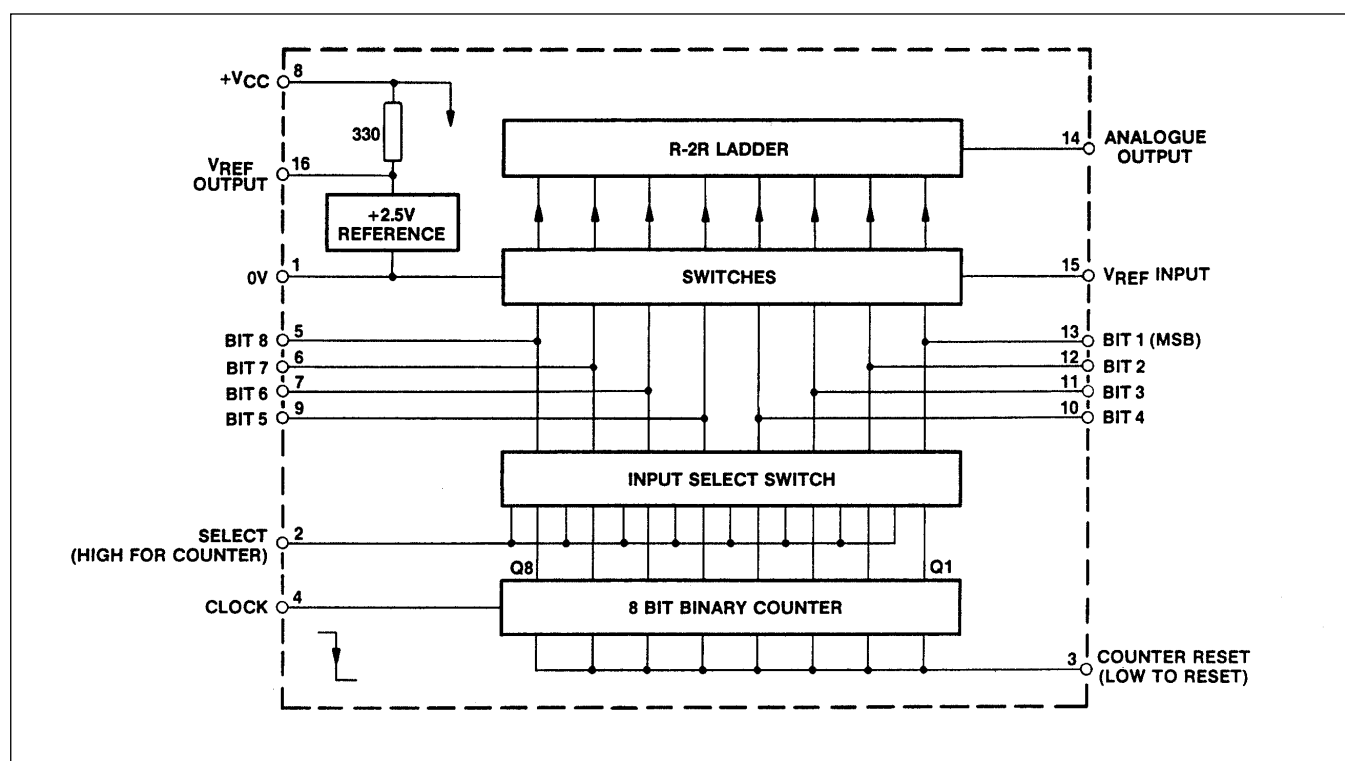 +VCC 8
330
VREF OUTPUT 16
+2.5V REFERENCE
0V 1
R-2R LADDER
14 ANALOGUE OUTPUT
SWITCHES
15 VREF INPUT
BIT 8 5
BIT 7 6
BIT 6 7
BIT 5 9
13 BIT 1 (MSB)
12 BIT 2
11 BIT 3
10 BIT 4
INPUT SELECT SWITCH
SELECT 2
(HIGH FOR COUNTER)
Q8
Q1
CLOCK 4
8 BIT BINARY COUNTER
3 COUNTER RESET
(LOW TO RESET)